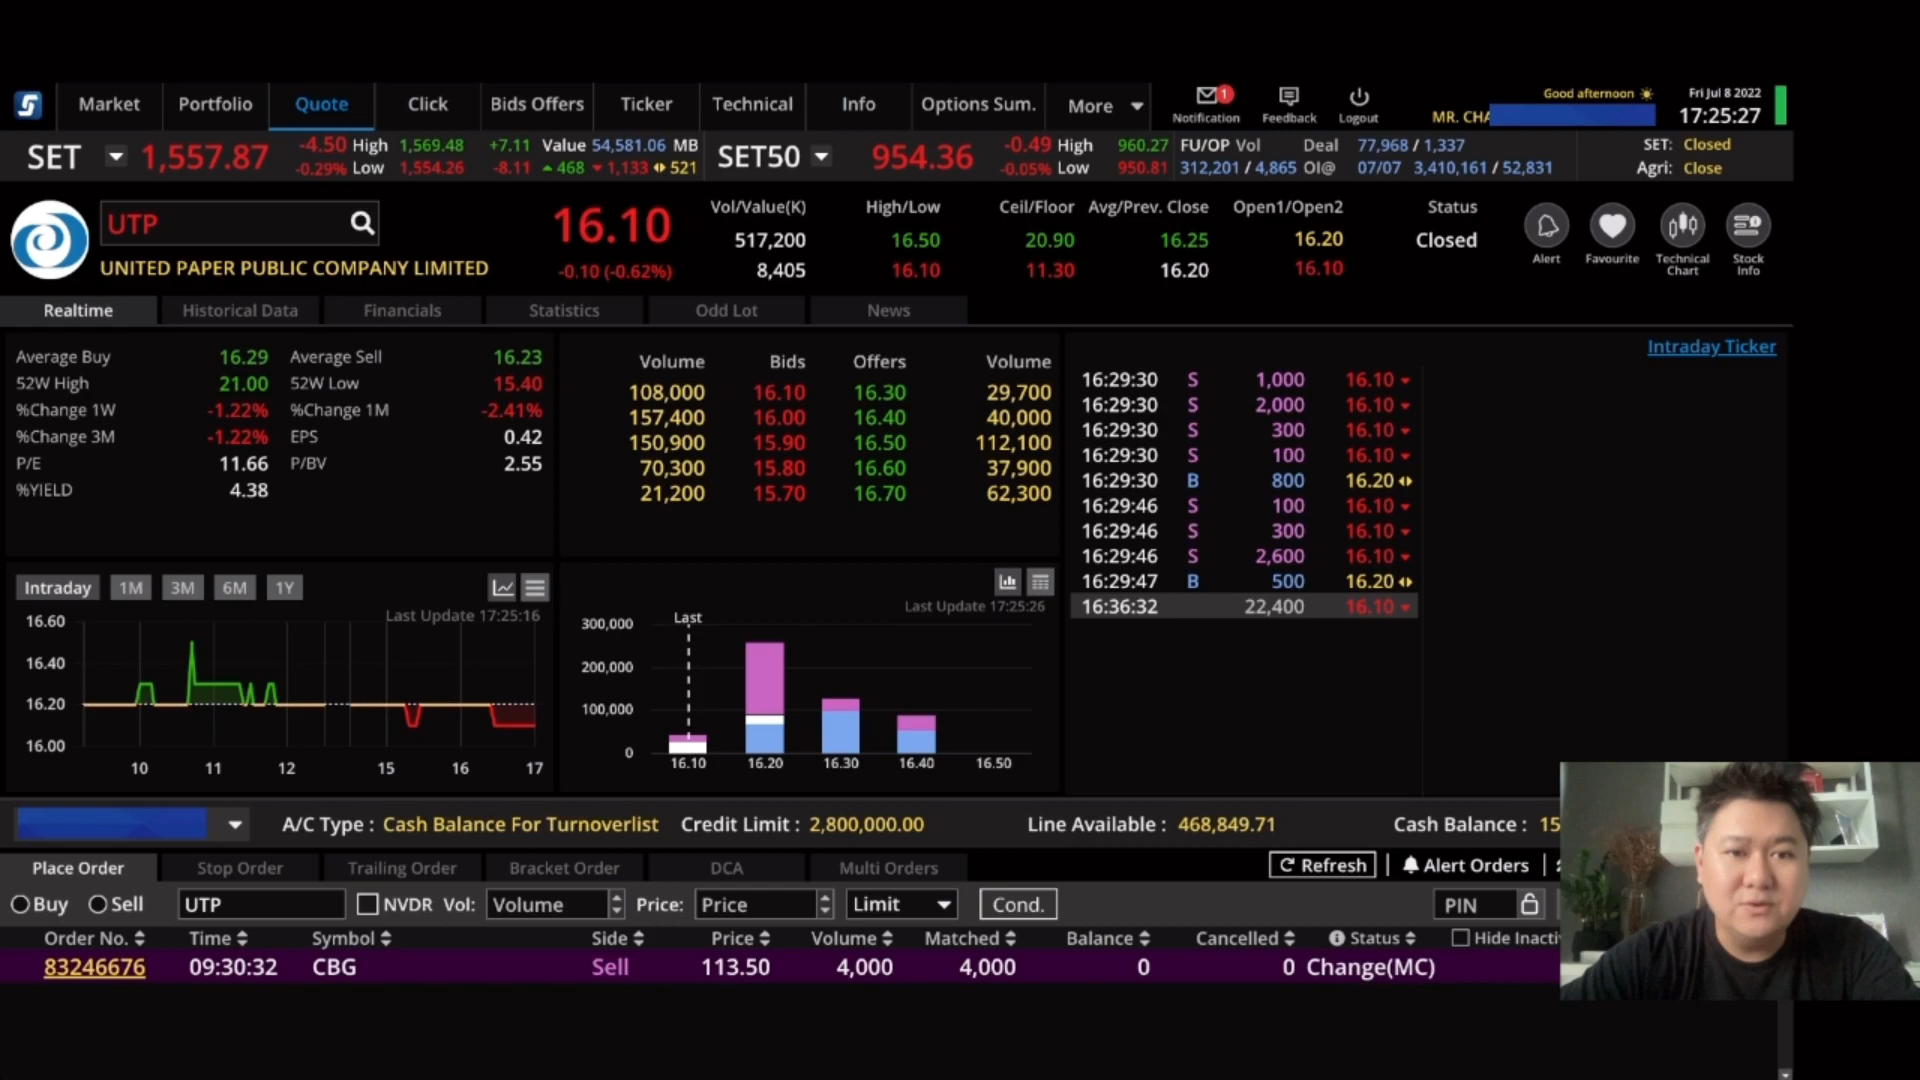 Market Portfolio Quote Click Bids Offers Ticker Technical Info Options Sum. More
1 Notification Feedback Logout
Good afternoon
MR. CHA
Fri Jul 8 2022
17:25:27
SET 1,557.87 -4.50 High 1,569.48 +7.11 Value 54,581.06 MB
-0.29% Low 1,554.26 -8.11 468 1,133 521
SET50 954.36 -0.49 High 960.27 FU/OP Vol Deal 77,968 / 1,337
-0.05% Low 950.81 312,201 / 4,865 OI@ 07/07 3,410,161 / 52,831
SET: Closed
Agri: Close
UTP
UNITED PAPER PUBLIC COMPANY LIMITED
16.10
-0.10 (-0.62%)
Vol/Value(K) High/Low Ceil/Floor Avg/Prev. Close Open1/Open2 Status
517,200 16.50 20.90 16.25 16.20 Closed
8,405 16.10 11.30 16.20 16.10
Alert Favourite Technical Chart Stock Info
Realtime Historical Data Financials Statistics Odd Lot News
Average Buy 16.29 Average Sell 16.23
52W High 21.00 52W Low 15.40
%Change 1W -1.22% %Change 1M -2.41%
%Change 3M -1.22% EPS 0.42
P/E 11.66 P/BV 2.55
%YIELD 4.38
Volume Bids Offers Volume
108,000 16.10 16.30 29,700
157,400 16.00 16.40 40,000
150,900 15.90 16.50 112,100
70,300 15.80 16.60 37,900
21,200 15.70 16.70 62,300
Intraday Ticker
16:29:30 S 1,000 16.10
16:29:30 S 2,000 16.10
16:29:30 S 300 16.10
16:29:30 S 100 16.10
16:29:30 B 800 16.20
16:29:46 S 100 16.10
16:29:46 S 300 16.10
16:29:46 S 2,600 16.10
16:29:47 B 500 16.20
16:36:32 22,400 16.10
Intraday 1M 3M 6M 1Y
Last Update 17:25:16
16.60
16.40
16.20
16.00
10 11 12 15 16 17
Last Update 17:25:26
Last
300,000
200,000
100,000
0
16.10 16.20 16.30 16.40 16.50
A/C Type : Cash Balance For Turnoverlist Credit Limit : 2,800,000.00 Line Available : 468,849.71 Cash Balance : 15
Place Order Stop Order Trailing Order Bracket Order DCA Multi Orders
Refresh Alert Orders
Buy Sell UTP NVDR Vol: Volume Price: Price Limit Cond. PIN
Order No. Time Symbol Side Price Volume Matched Balance Cancelled Status Hide Inacti
83246676 09:30:32 CBG Sell 113.50 4,000 4,000 0 0 Change(MC)